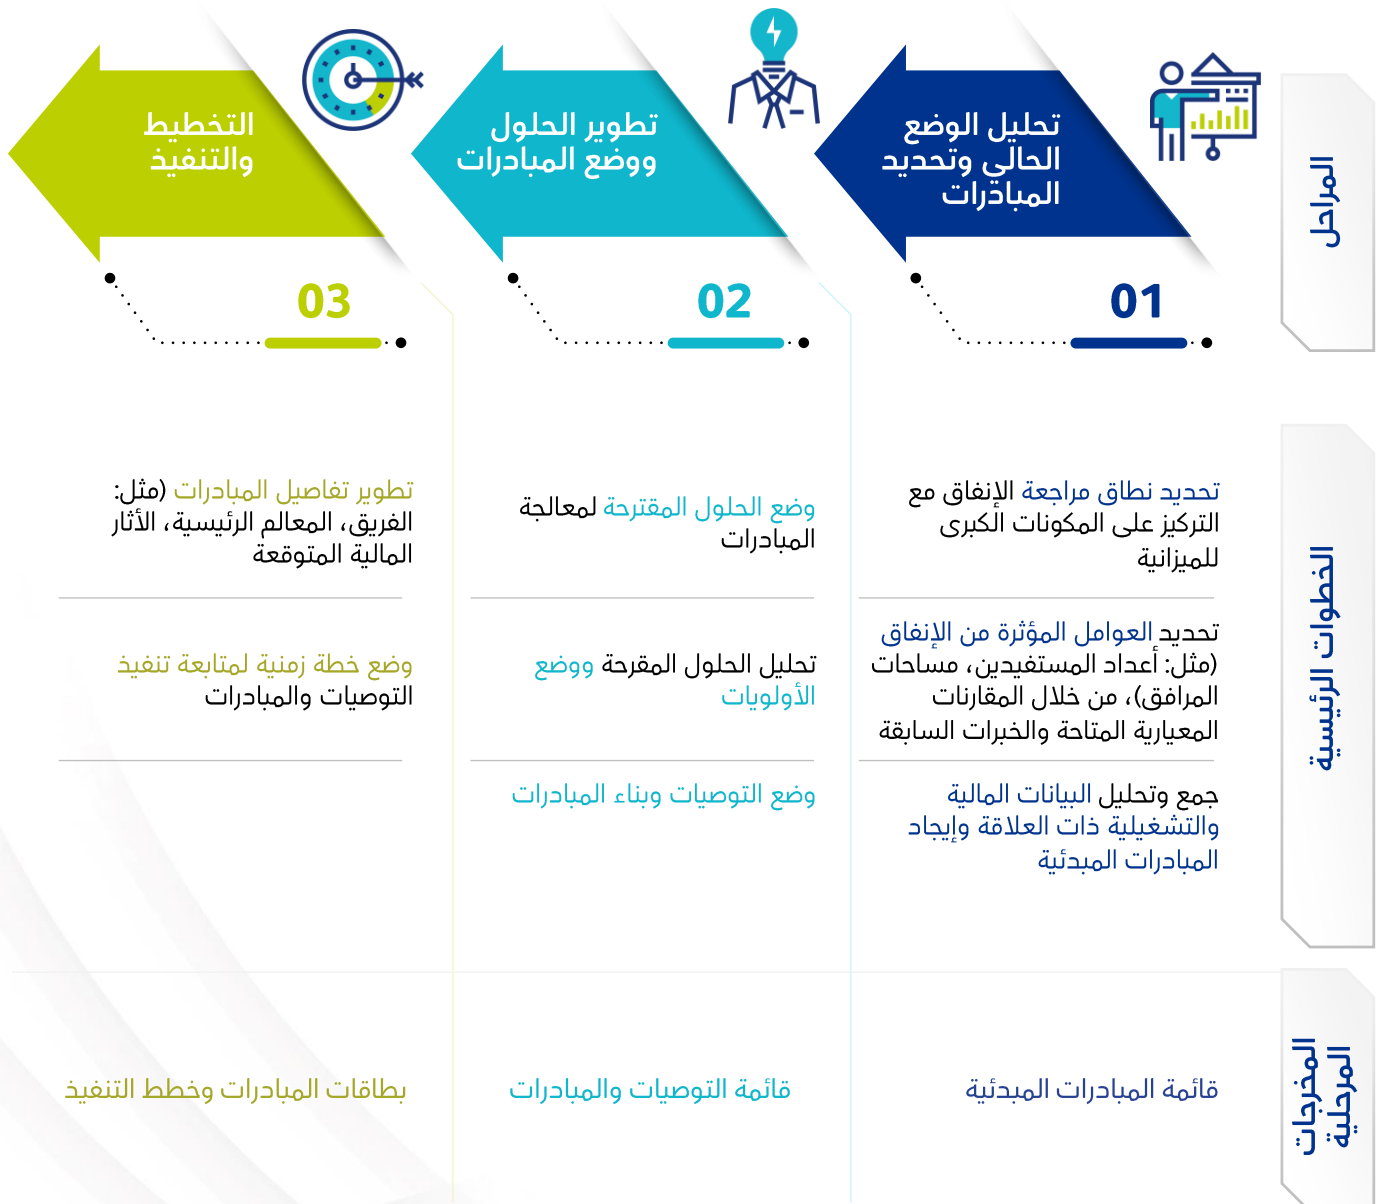 المراحل
تحليل الوضع
الحالي وتحديد
المبادرات
01
تطوير الحلول
ووضع المبادرات
02
التخطيط
والتنفيذ
03
الخطوات الرئيسية
تحديد نطاق مراجعة الإنفاق مع
التركيز على المكونات الكبرى
للميزانية
تحديد العوامل المؤثرة من الإنفاق
(مثل: أعداد المستفيدين، مساحات
المرافق)، من خلال المقارنات
المعيارية المتاحة والخبرات السابقة
جمع وتحليل البيانات المالية
والتشغيلية ذات العلاقة وإيجاد
المبادرات المبدئية
وضع الحلول المقترحة لمعالجة
المبادرات
تحليل الحلول المقرحة ووضع
الأولويات
وضع التوصيات وبناء المبادرات
تطوير تفاصيل المبادرات (مثل:
الفريق، المعالم الرئيسية، الأثار
المالية المتوقعة
وضع خطة زمنية لمتابعة تنفيذ
التوصيات والمبادرات
المخرجات
المرحلية
قائمة المبادرات المبدئية
قائمة التوصيات والمبادرات
بطاقات المبادرات وخطط التنفيذ